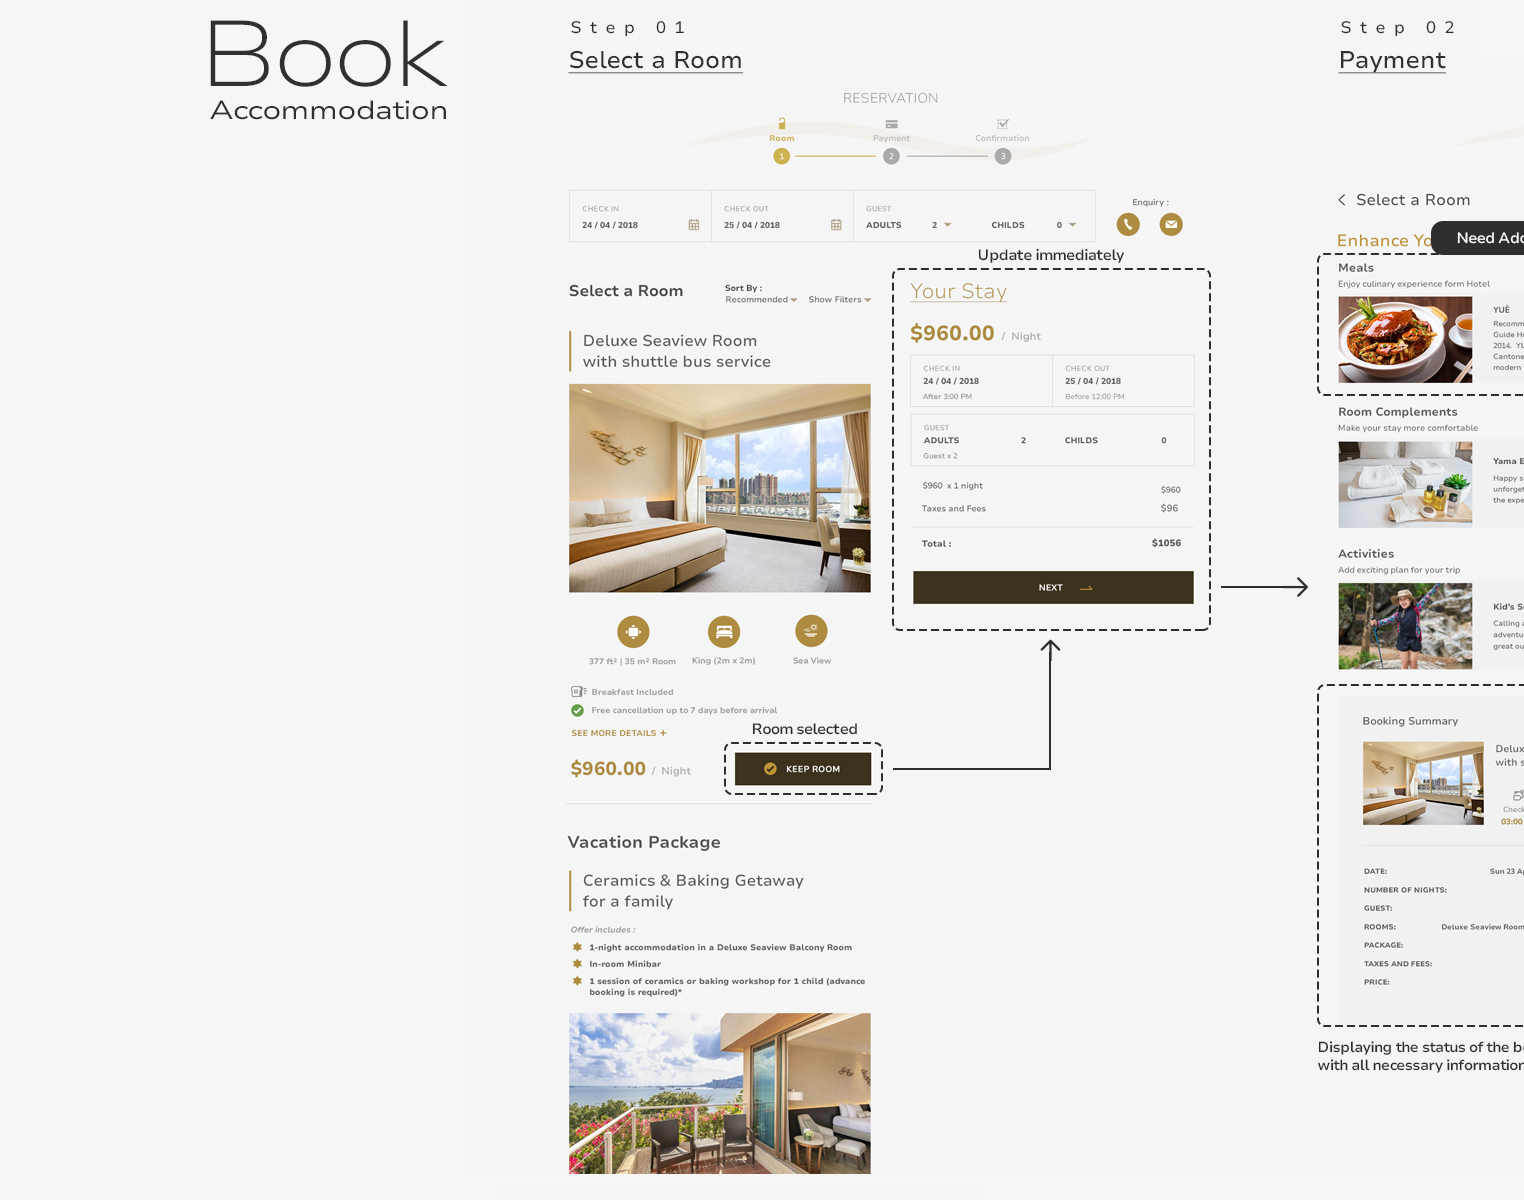 Book
Accommodation
Step 01
Select a Room
RESERVATION
Room
Payment
Confirmation
1
2
3
CHECK IN
24 / 04 / 2018
CHECK OUT
25 / 04 / 2018
GUEST
ADULTS 2
CHILDS 0
Enquiry :
Select a Room
Sort By :
Recommended
Show Filters
Deluxe Seaview Room
with shuttle bus service
377 ft² | 35 m² Room
King (2m x 2m)
Sea View
Breakfast Included
Free cancellation up to 7 days before arrival
SEE MORE DETAILS +
$960.00 / Night
Room selected
KEEP ROOM
Update immediately
Your Stay
$960.00 / Night
CHECK IN
24 / 04 / 2018
After 3:00 PM
CHECK OUT
25 / 04 / 2018
Before 12:00 PM
GUEST
ADULTS 2 CHILDS 0
Guest x 2
$960 x 1 night $960
Taxes and Fees $96
Total : $1056
NEXT
Vacation Package
Ceramics & Baking Getaway
for a family
Offer includes :
1-night accommodation in a Deluxe Seaview Balcony Room
In-room Minibar
1 session of ceramics or baking workshop for 1 child (advance
booking is required)*
Step 02
Payment
Select a Room
Enhance Yo
Need Add
Meals
Enjoy culinary experience form Hotel
YUÈ
Recomm
Guide Ho
2014. YU
Cantone
modern
Room Complements
Make your stay more comfortable
Yama E
Happy st
unforget
the expe
Activities
Add exciting plan for your trip
Kid's S
Calling a
adventu
great ou
Booking Summary
Delux
with s
Check
03:00
DATE: Sun 23 Ap
NUMBER OF NIGHTS:
GUEST:
ROOMS: Deluxe Seaview Room
PACKAGE:
TAXES AND FEES:
PRICE:
Displaying the status of the b
with all necessary information